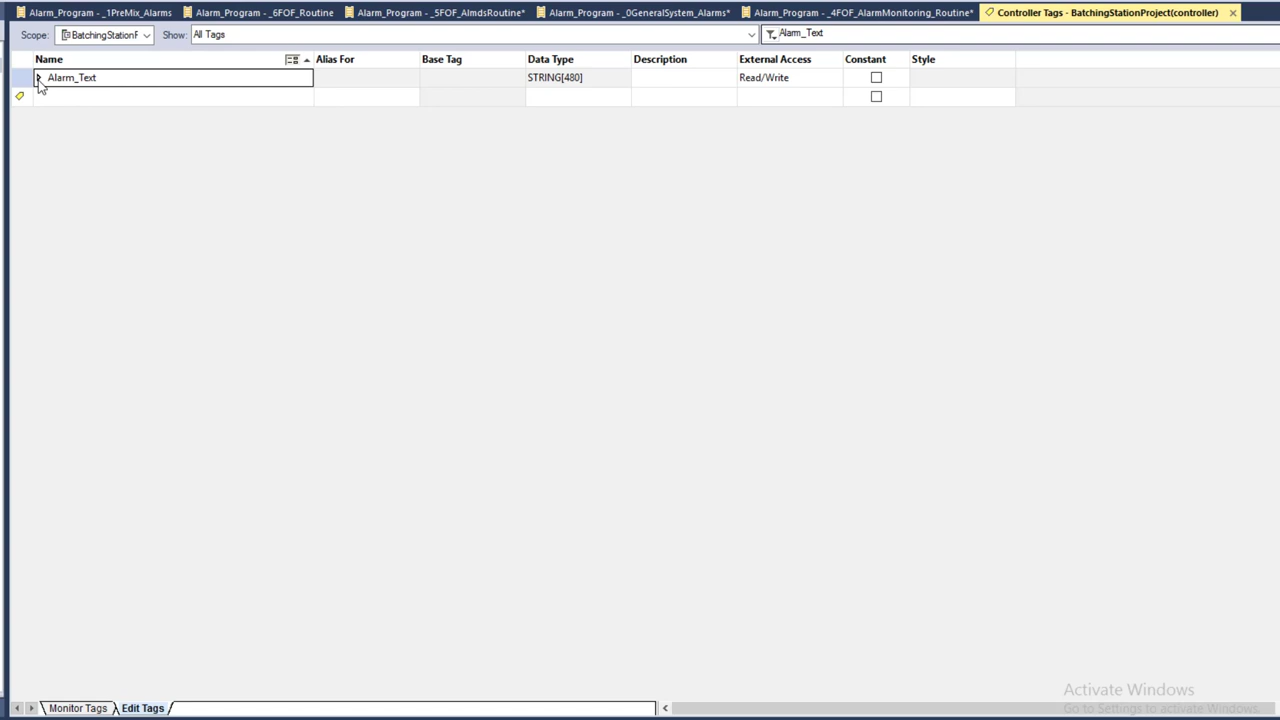 Alarm_Program - _1PreMix_Alarms Alarm_Program - _6FOF_Routine Alarm_Program - _5FOF_AlmdsRoutine* Alarm_Program - _0GeneralSystem_Alarms* Alarm_Program - _4FOF_AlarmMonitoring_Routine* Controller Tags - BatchingStationProject(controller)
Scope: BatchingStationP Show: All Tags Alarm_Text
Name Alias For Base Tag Data Type Description External Access Constant Style
Alarm_Text STRING[480] Read/Write
Activate Windows
Go to Settings to activate Windows.
Monitor Tags Edit Tags